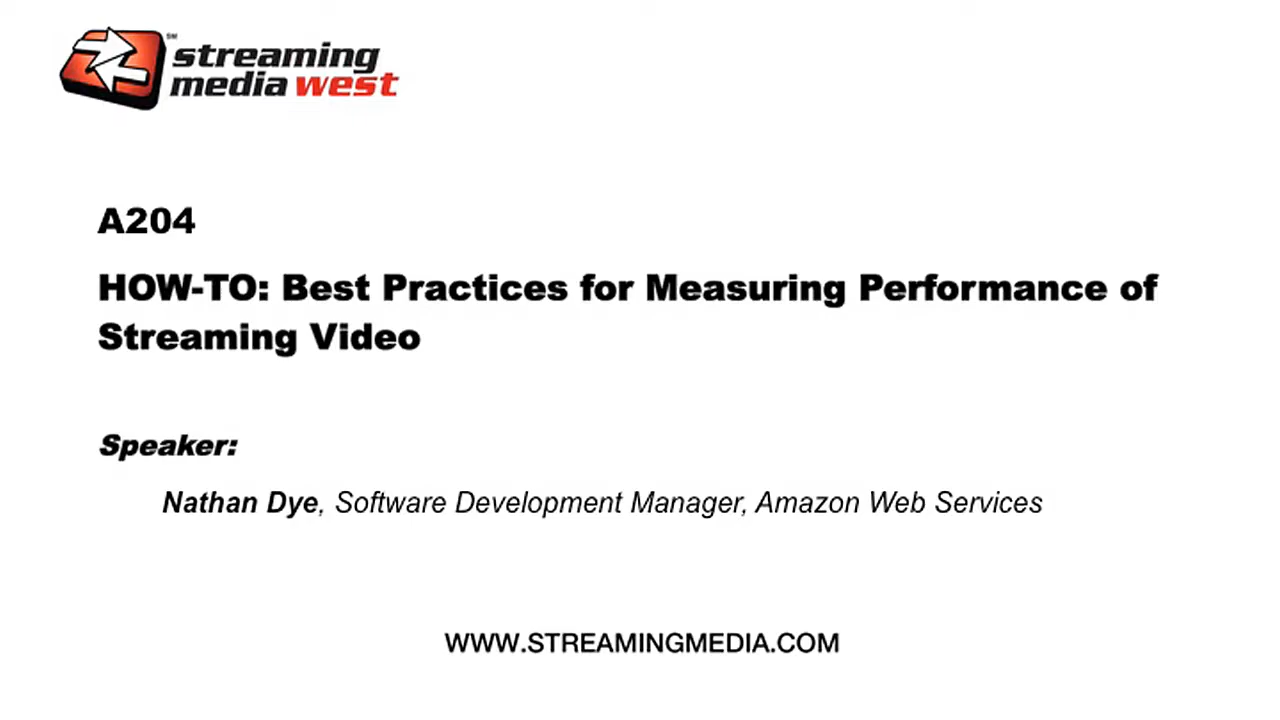 SM
streaming
media west
A204
HOW-TO: Best Practices for Measuring Performance of
Streaming Video
Speaker:
Nathan Dye, Software Development Manager, Amazon Web Services
WWW.STREAMINGMEDIA.COM